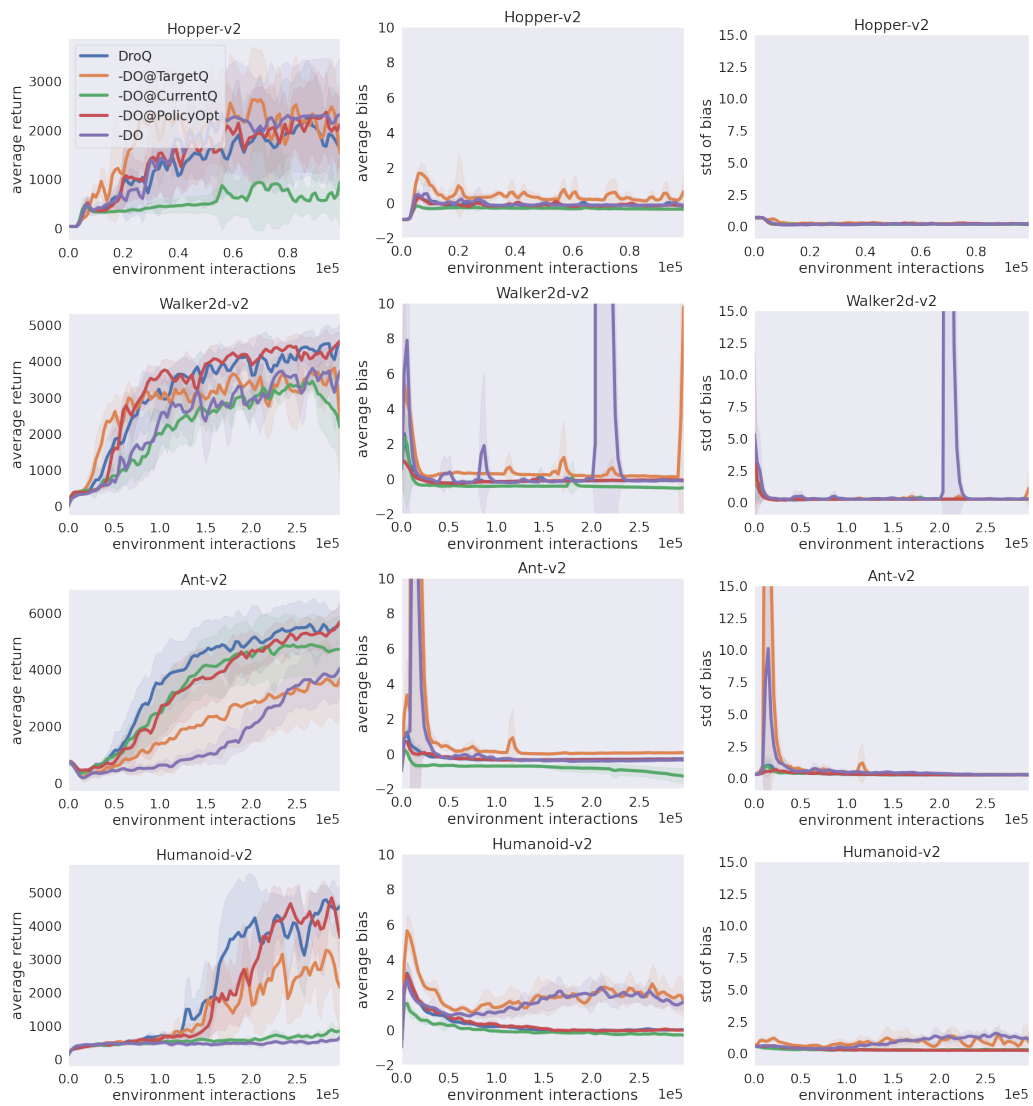 Hopper-v2
average return
3000
2000
1000
0
DroQ
-DO@TargetQ
-DO@CurrentQ
-DO@PolicyOpt
-DO
0.0 0.2 0.4 0.6 0.8
environment interactions 1e5
Hopper-v2
average bias
10
8
6
4
2
0
−2
0.2 0.4 0.6 0.8
environment interactions 1e5
Hopper-v2
std of bias
15.0
12.5
10.0
7.5
5.0
2.5
0.0
0.0 0.2 0.4 0.6 0.8
environment interactions 1e5
Walker2d-v2
average return
5000
4000
3000
2000
1000
0
0.0 0.5 1.0 1.5 2.0 2.5
environment interactions 1e5
Walker2d-v2
average bias
10
8
6
4
2
0
−2
0.5 1.0 1.5 2.0 2.5
environment interactions 1e5
Walker2d-v2
std of bias
15.0
12.5
10.0
7.5
5.0
2.5
0.0
0.0 0.5 1.0 1.5 2.0 2.5
environment interactions 1e5
Ant-v2
average return
6000
4000
2000
0
0.0 0.5 1.0 1.5 2.0 2.5
environment interactions 1e5
Ant-v2
average bias
10
8
6
4
2
0
−2
0.0 0.5 1.0 1.5 2.0 2.5
environment interactions 1e5
Ant-v2
std of bias
15.0
12.5
10.0
7.5
5.0
2.5
0.0
0.0 0.5 1.0 1.5 2.0 2.5
environment interactions 1e5
Humanoid-v2
average return
5000
4000
3000
2000
1000
0
0.0 0.5 1.0 1.5 2.0 2.5
environment interactions 1e5
Humanoid-v2
average bias
10
8
6
4
2
0
−2
0.0 0.5 1.0 1.5 2.0 2.5
environment interactions 1e5
Humanoid-v2
std of bias
15.0
12.5
10.0
7.5
5.0
2.5
0.0
0.0 0.5 1.0 1.5 2.0 2.5
environment interactions 1e5